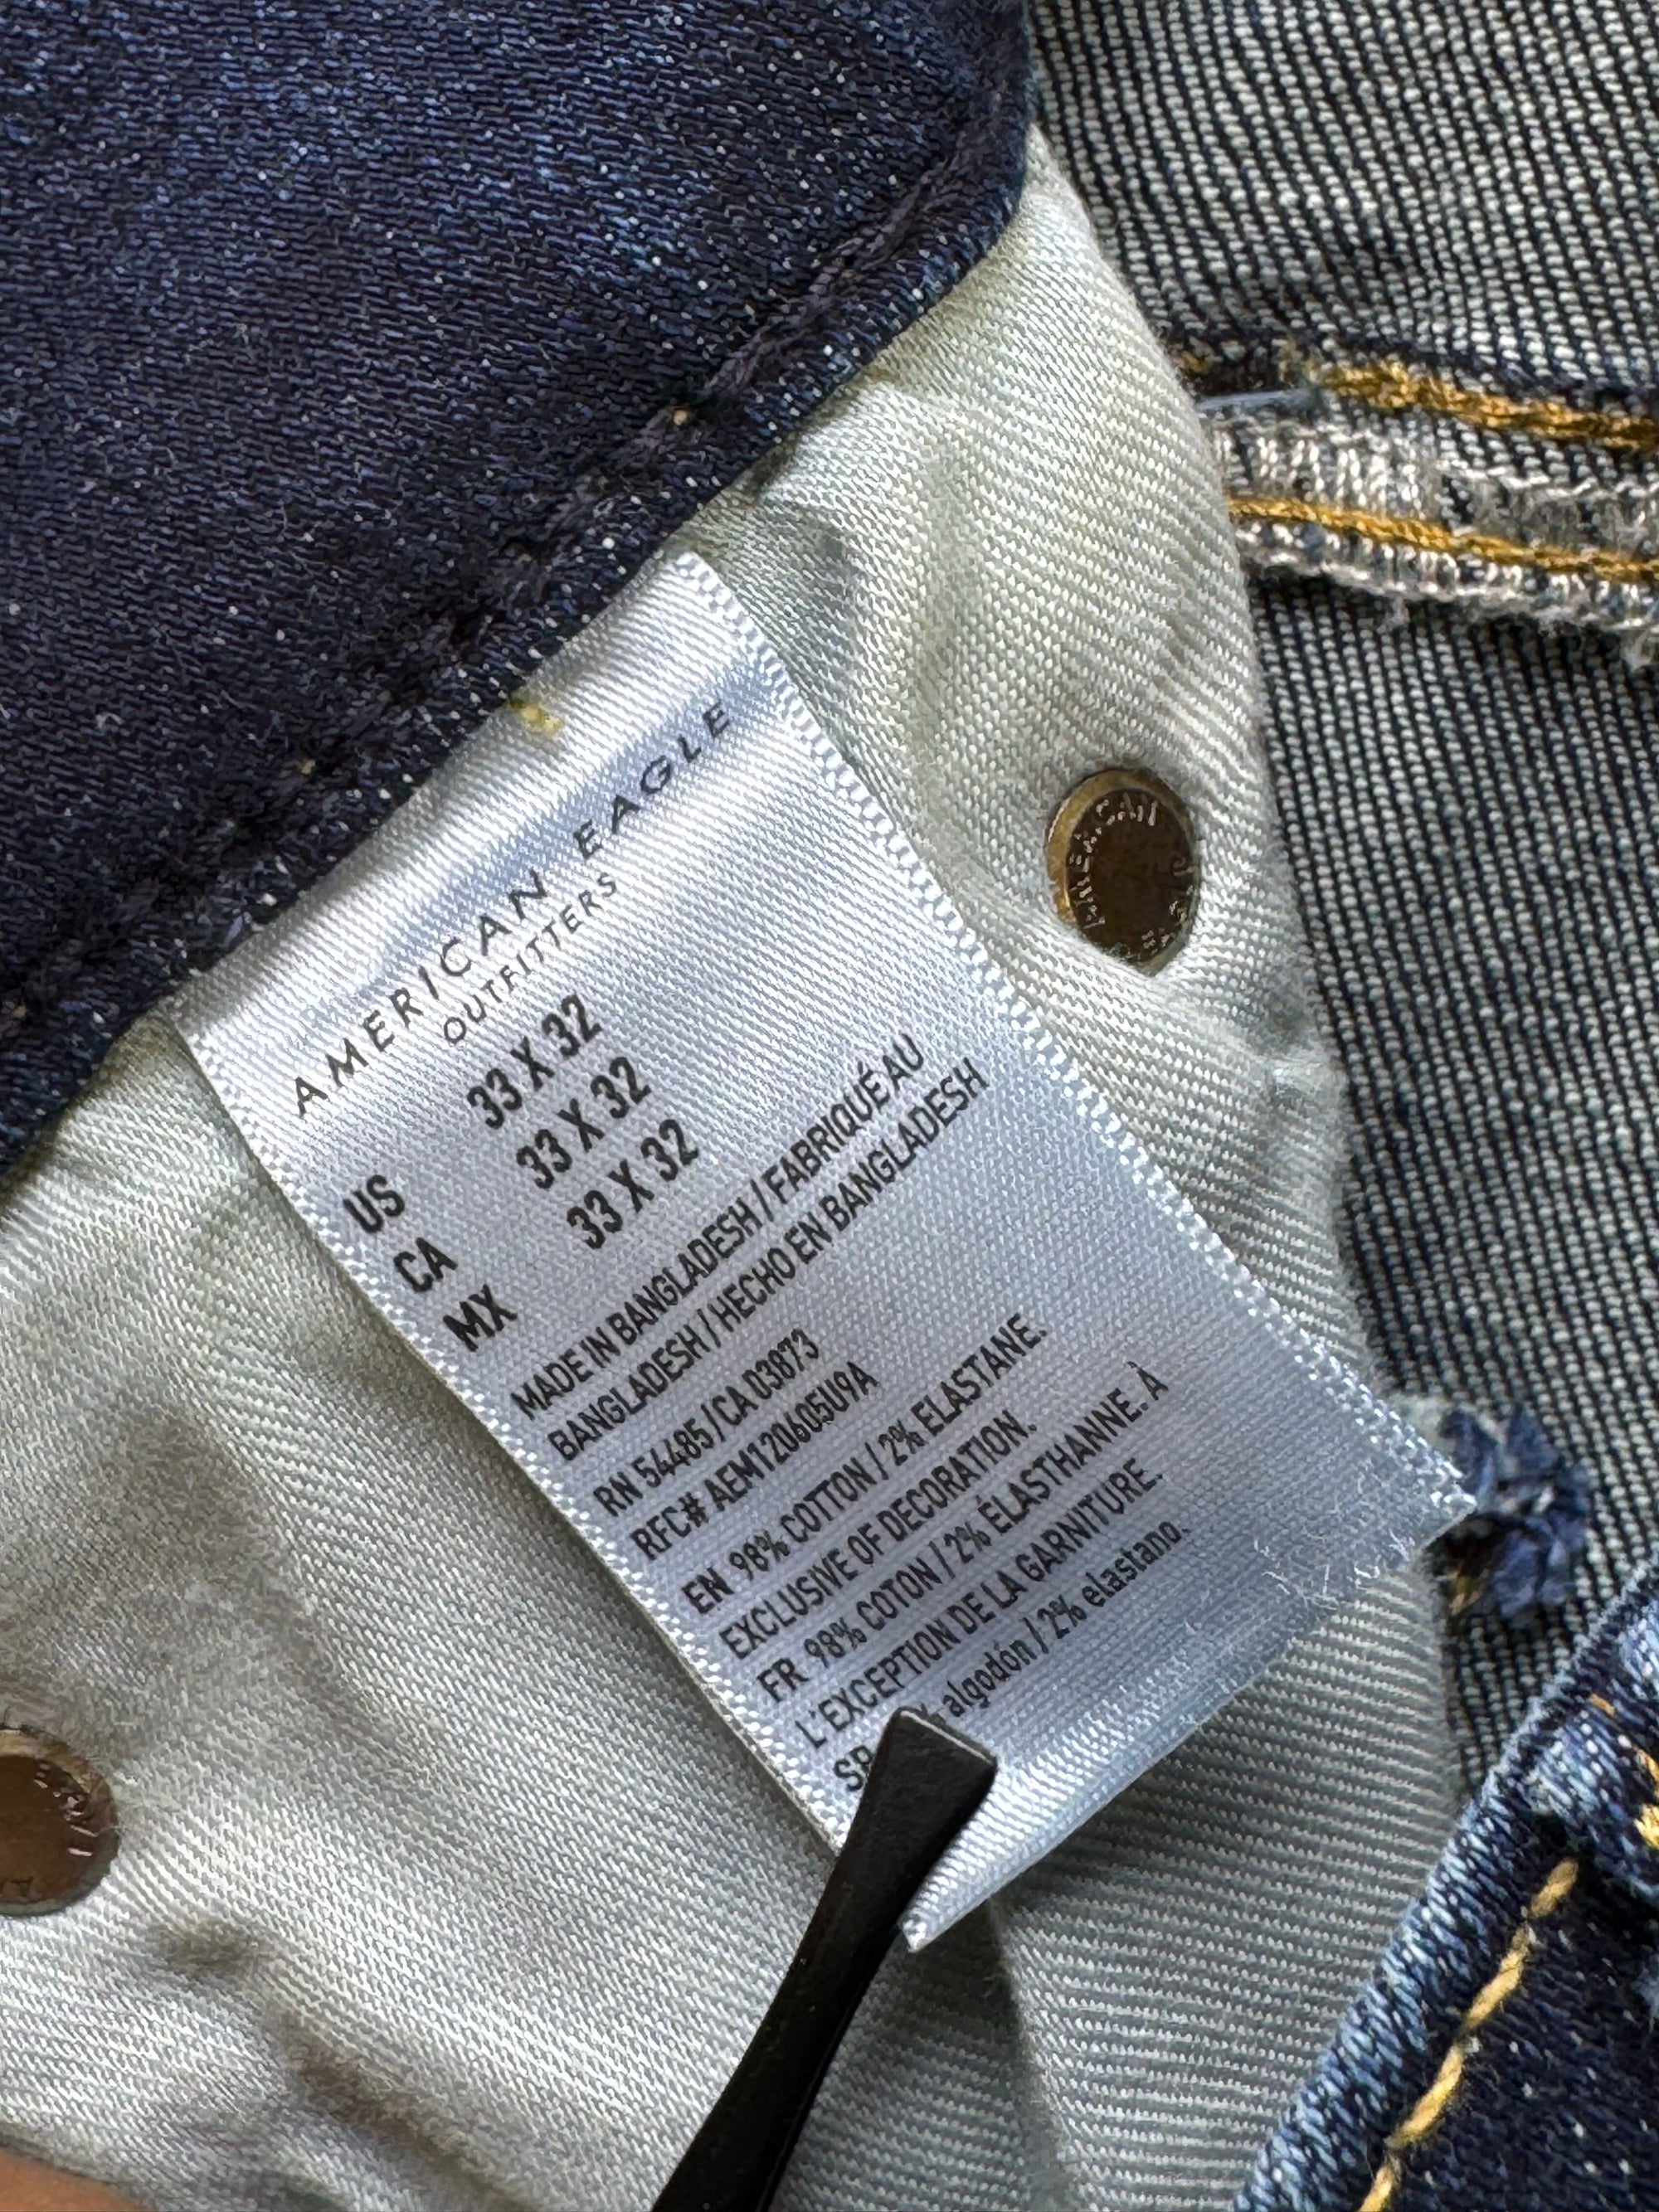 AMERICAN EAGLE
OUTFITTERS
US 33 X 32
CA 33 X 32
MX 33 X 32
MADE IN BANGLADESH / FABRIQUÉ AU
BANGLADESH / HECHO EN BANGLADESH
RN 54485 / CA 03873
RFC# AEM120605U9A
EN 98% COTTON / 2% ELASTANE.
EXCLUSIVE OF DECORATION.
FR 98% COTON / 2% ÉLASTHANNE. À
L'EXCEPTION DE LA GARNITURE.
SP % algodón / 2% elastano.
AMERICAN